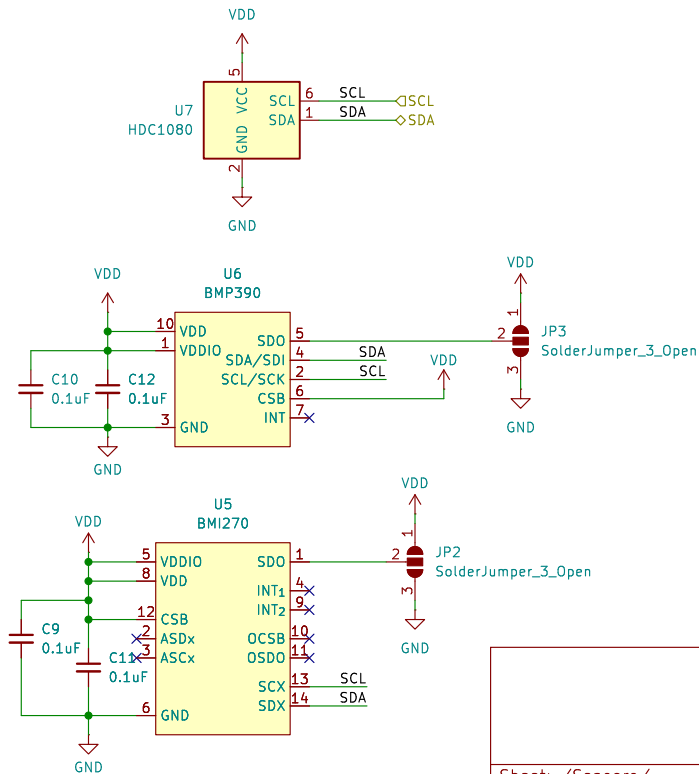 VDD
5
VCC
U7
HDC1080
SCL 6 SCL SCL
SDA 1 SDA SDA
GND
2
GND
VDD
U6
BMP390
10 VDD
1 VDDIO
SDO 5
SDA/SDI 4 SDA
SCL/SCK 2 SCL
CSB 6
INT 7
3 GND
VDD
C10
0.1uF
C12
0.1uF
GND
VDD
1
2
3
JP3
SolderJumper_3_Open
GND
VDD
U5
BMI270
5 VDDIO
8 VDD
12 CSB
2 ASDx
3 ASCx
6 GND
SDO 1
INT1 4
INT2 9
OCSB 10
OSDO 11
SCX 13 SCL
SDX 14 SDA
C9
0.1uF
C11
0.1uF
GND
VDD
1
2
3
JP2
SolderJumper_3_Open
GND
Sheet: /Sensors/